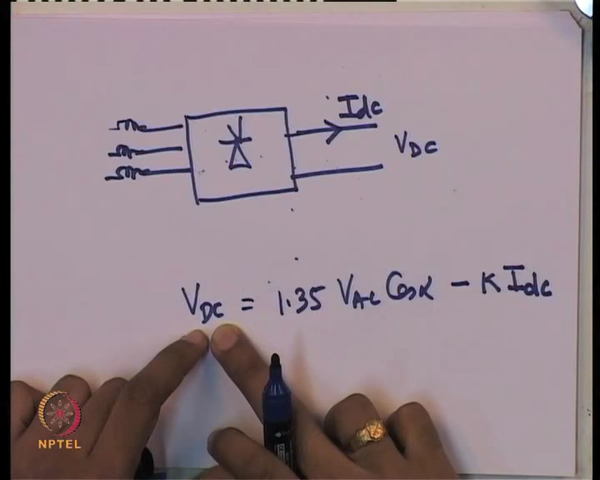 Idc
VDC
VDC = 1.35 VAC Cosα - K Idc
NPTEL